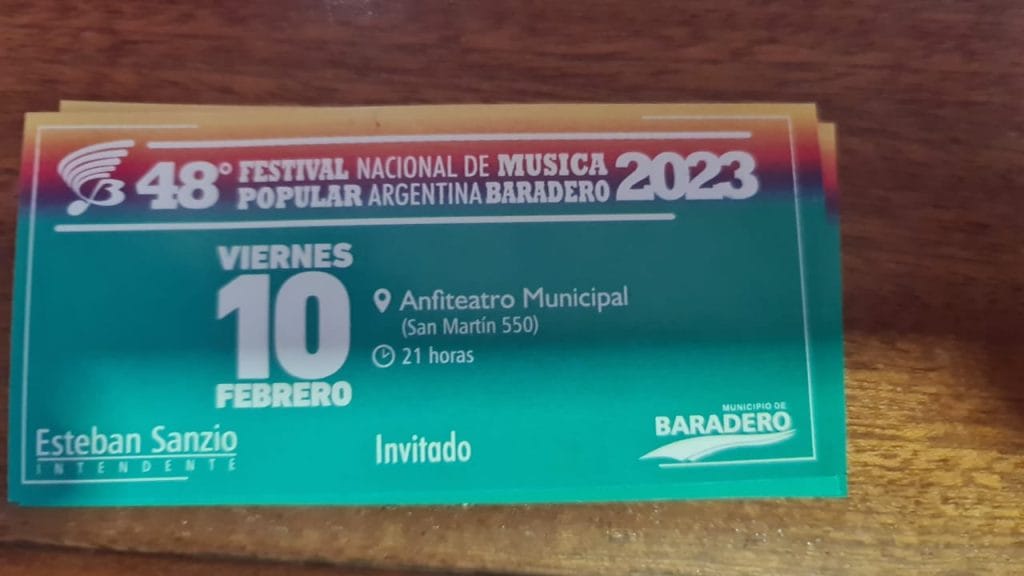 48° FESTIVAL NACIONAL DE MUSICA
POPULAR ARGENTINA BARADERO 2023
VIERNES
10
FEBRERO
Anfiteatro Municipal
(San Martín 550)
21 horas
Esteban Sanzio
INTENDENTE
Invitado
MUNICIPIO DE
BARADERO